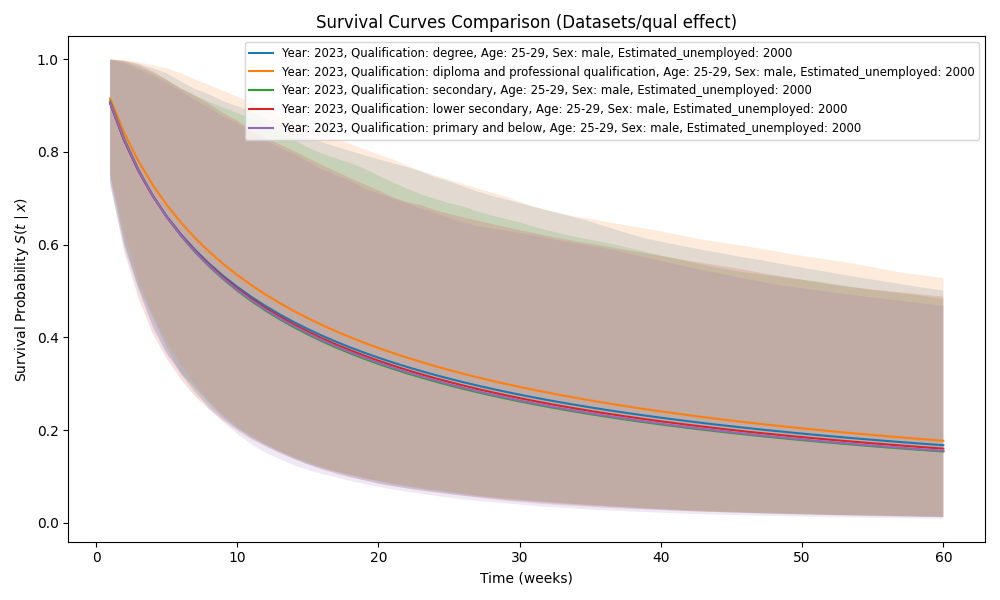 Survival Curves Comparison (Datasets/qual effect)
Year: 2023, Qualification: degree, Age: 25-29, Sex: male, Estimated_unemployed: 2000
Year: 2023, Qualification: diploma and professional qualification, Age: 25-29, Sex: male, Estimated_unemployed: 2000
Year: 2023, Qualification: secondary, Age: 25-29, Sex: male, Estimated_unemployed: 2000
Year: 2023, Qualification: lower secondary, Age: 25-29, Sex: male, Estimated_unemployed: 2000
Year: 2023, Qualification: primary and below, Age: 25-29, Sex: male, Estimated_unemployed: 2000
Survival Probability S(t | x)
1.0
0.8
0.6
0.4
0.2
0.0
0 10 20 30 40 50 60
Time (weeks)